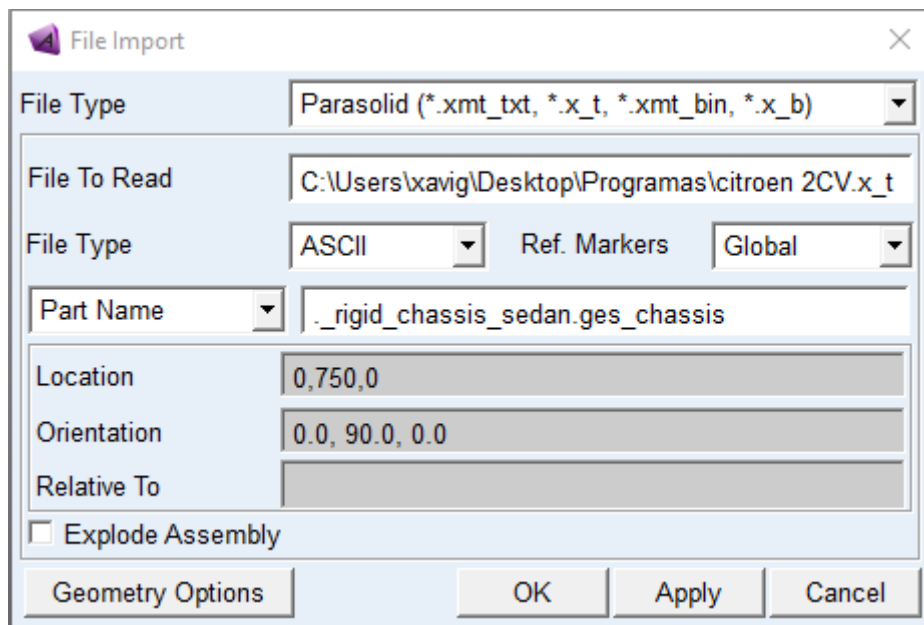 File Import
File Type Parasolid (*.xmt_txt, *.x_t, *.xmt_bin, *.x_b)
File To Read C:\Users\xavig\Desktop\Programas\citroen 2CV.x_t
File Type ASCII Ref. Markers Global
Part Name ._rigid_chassis_sedan.ges_chassis
Location 0,750,0
Orientation 0.0, 90.0, 0.0
Relative To
Explode Assembly
Geometry Options OK Apply Cancel